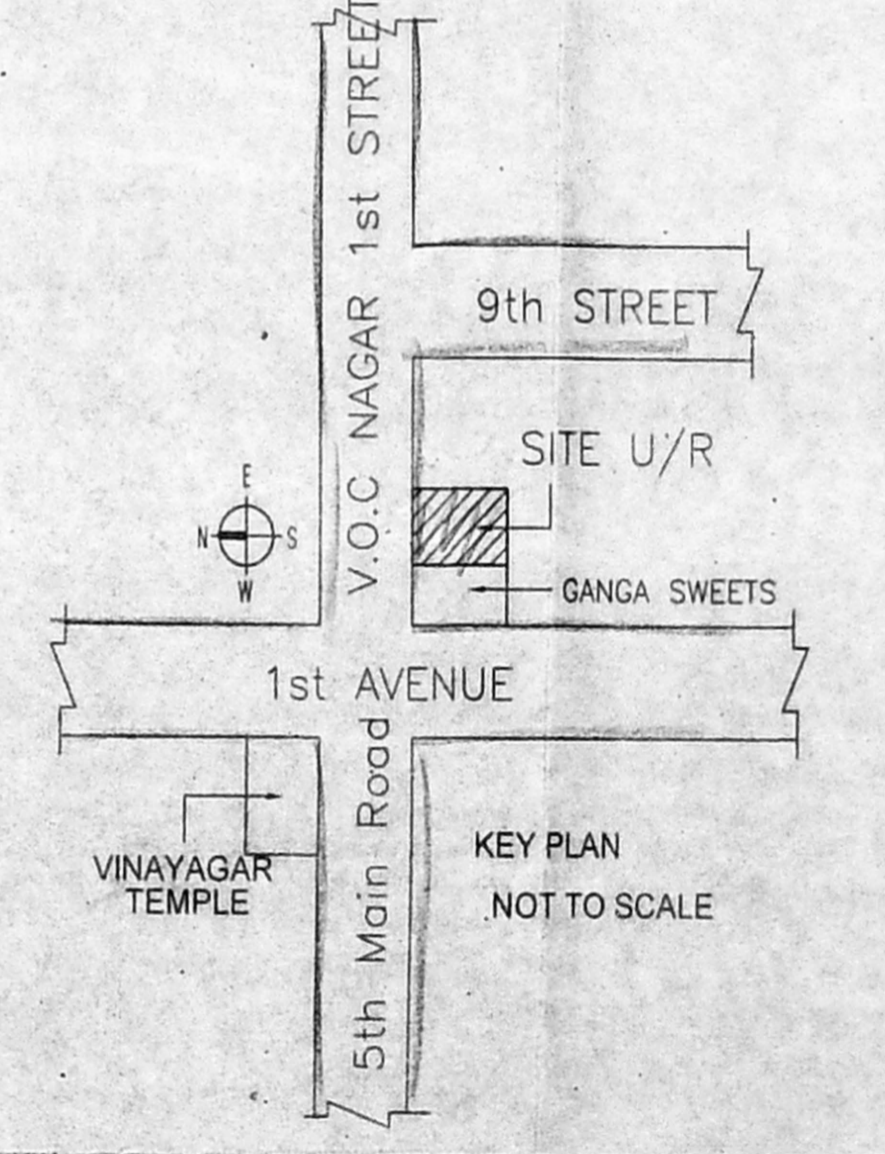 V.O.C NAGAR 1st STREET
9th STREET
SITE U/R
E
N
S
W
GANGA SWEETS
1st AVENUE
5th Main Road
VINAYAGAR
TEMPLE
KEY PLAN
NOT TO SCALE